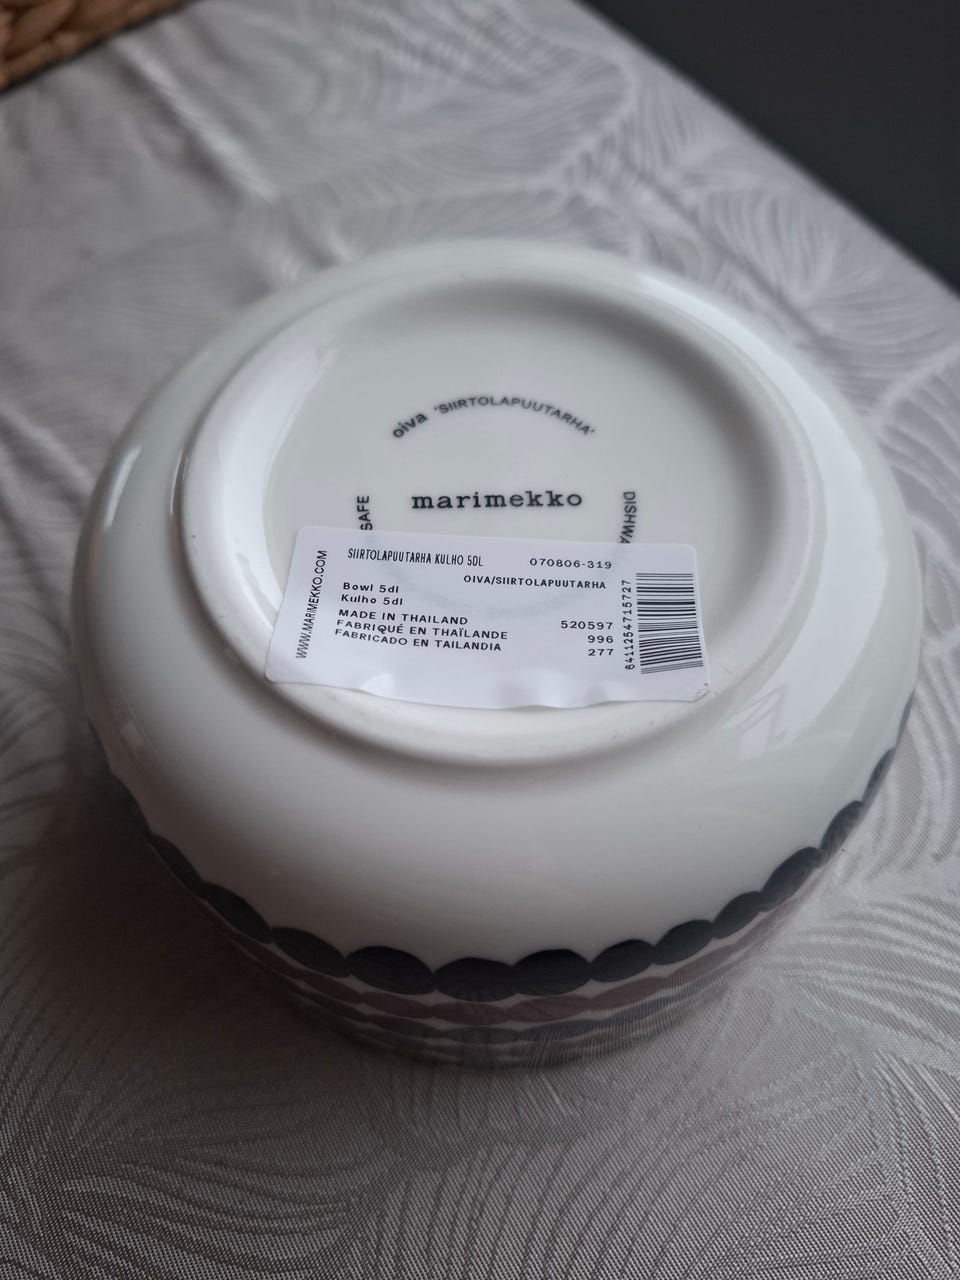 oiva 'SIIRTOLAPUUTARHA'
marimekko
SAFE
DISHWA
WWW.MARIMEKKO.COM
SIIRTOLAPUUTARHA KULHO 5DL 070806-319
OIVA/SIIRTOLAPUUTARHA
Bowl 5dl
Kulho 5dl
MADE IN THAILAND 520597
FABRIQUÉ EN THAÏLANDE 996
FABRICADO EN TAILANDIA 277
6411254715727